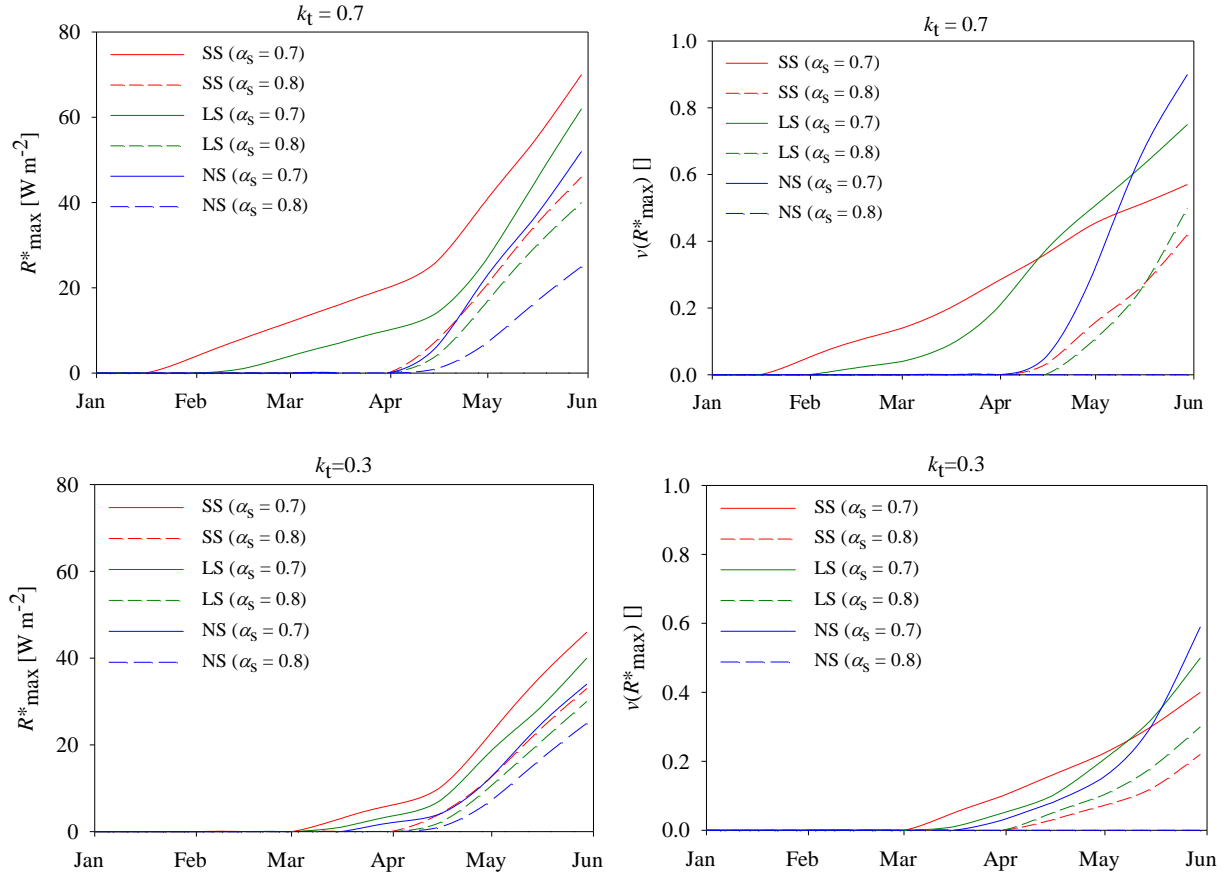 k_t = 0.7
80
60
40
20
0
R*max [W m-2]
SS (αs = 0.7)
SS (αs = 0.8)
LS (αs = 0.7)
LS (αs = 0.8)
NS (αs = 0.7)
NS (αs = 0.8)
Jan Feb Mar Apr May Jun
kt = 0.7
1.0
0.8
0.6
0.4
0.2
0.0
v(R*max) []
SS (αs = 0.7)
SS (αs = 0.8)
LS (αs = 0.7)
LS (αs = 0.8)
NS (αs = 0.7)
NS (αs = 0.8)
Jan Feb Mar Apr May Jun
kt=0.3
80
60
40
20
0
R*max [W m-2]
SS (αs = 0.7)
SS (αs = 0.8)
LS (αs = 0.7)
LS (αs = 0.8)
NS (αs = 0.7)
NS (αs = 0.8)
Jan Feb Mar Apr May Jun
kt=0.3
1.0
0.8
0.6
0.4
0.2
0.0
v(R*max) []
SS (αs = 0.7)
SS (αs = 0.8)
LS (αs = 0.7)
LS (αs = 0.8)
NS (αs = 0.7)
NS (αs = 0.8)
Jan Feb Mar Apr May Jun